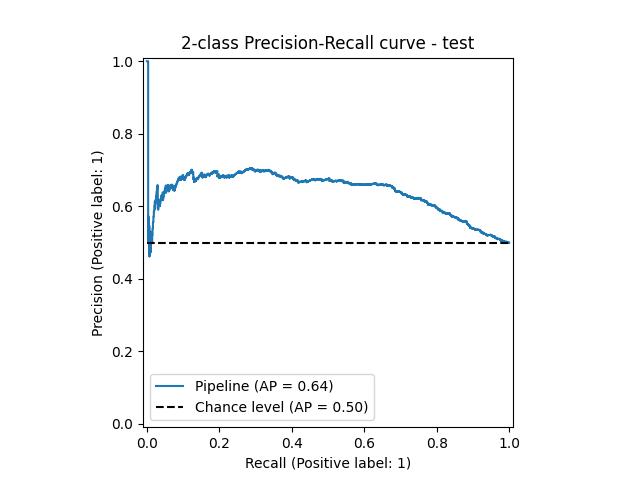 2-class Precision-Recall curve - test
1.0
0.8
0.6
0.4
0.2
0.0
Precision (Positive label: 1)
Pipeline (AP = 0.64)
Chance level (AP = 0.50)
0.0 0.2 0.4 0.6 0.8 1.0
Recall (Positive label: 1)